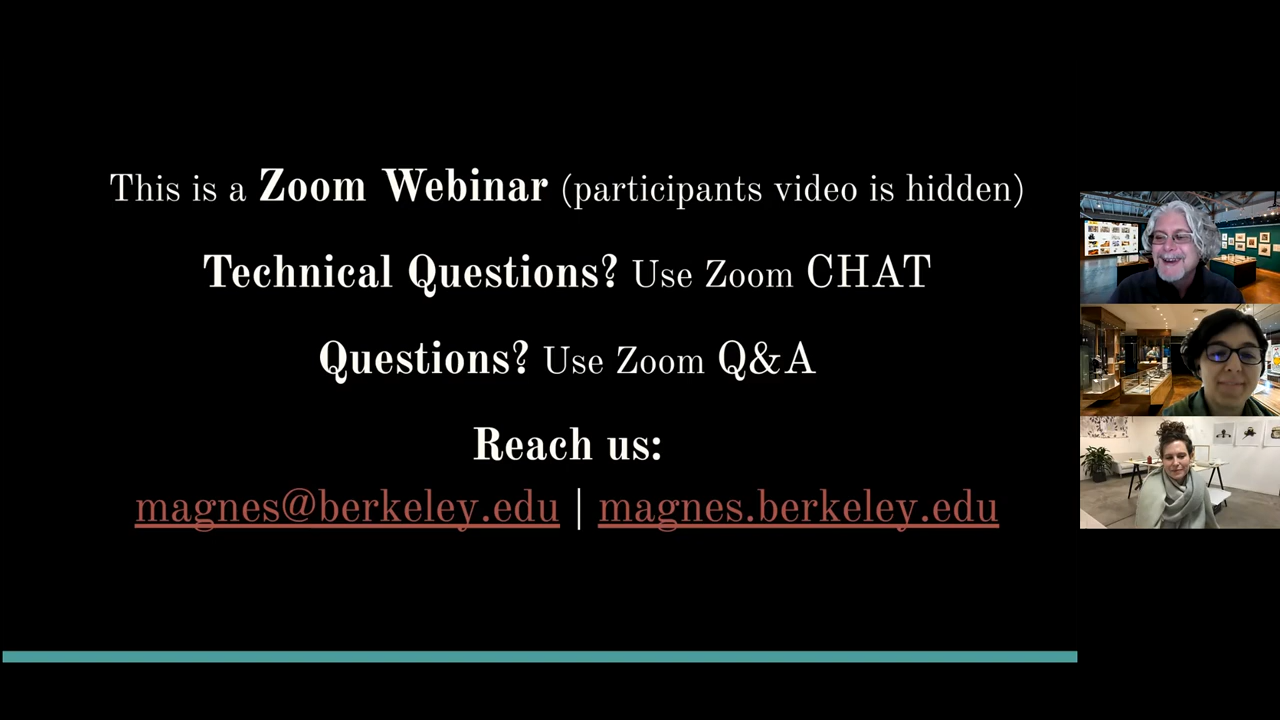 This is a Zoom Webinar (participants video is hidden)
Technical Questions? Use Zoom CHAT
Questions? Use Zoom Q&A
Reach us:
magnes@berkeley.edu | magnes.berkeley.edu